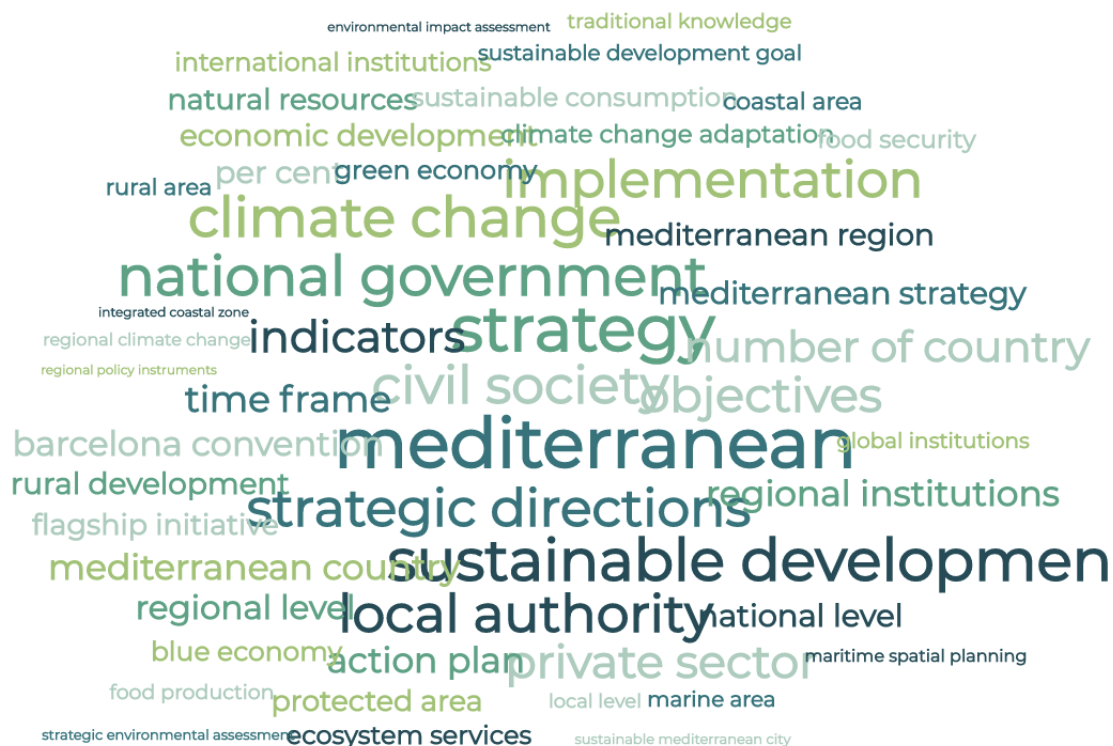 environmental impact assessment
traditional knowledge
sustainable development goal
international institutions
natural resources
sustainable consumption
coastal area
economic development
climate change adaptation
food security
per cent
green economy
implementation
rural area
climate change
mediterranean region
national government
mediterranean strategy
integrated coastal zone
indicators
strategy
number of country
regional climate change
regional policy instruments
time frame
civil society
objectives
barcelona convention
mediterranean
global institutions
rural development
strategic directions
regional institutions
flagship initiative
mediterranean country
sustainable developmen
regional level
local authority
national level
blue economy
action plan
private sector
maritime spatial planning
food production
protected area
local level
marine area
strategic environmental assessment
ecosystem services
sustainable mediterranean city